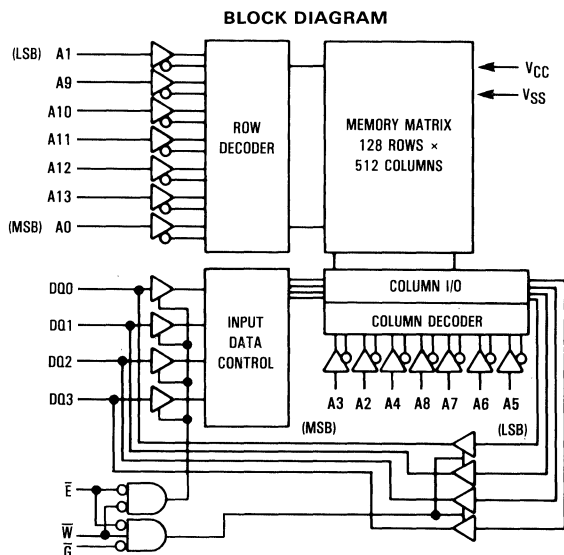 BLOCK DIAGRAM
(LSB) A1
A9
A10
A11
A12
A13
(MSB) A0
ROW
DECODER
MEMORY MATRIX
128 ROWS ×
512 COLUMNS
VCC
VSS
DQ0
DQ1
DQ2
DQ3
INPUT
DATA
CONTROL
COLUMN I/O
COLUMN DECODER
A3 A2 A4 A8 A7 A6 A5
(MSB) (LSB)
E̅
W̅
G̅